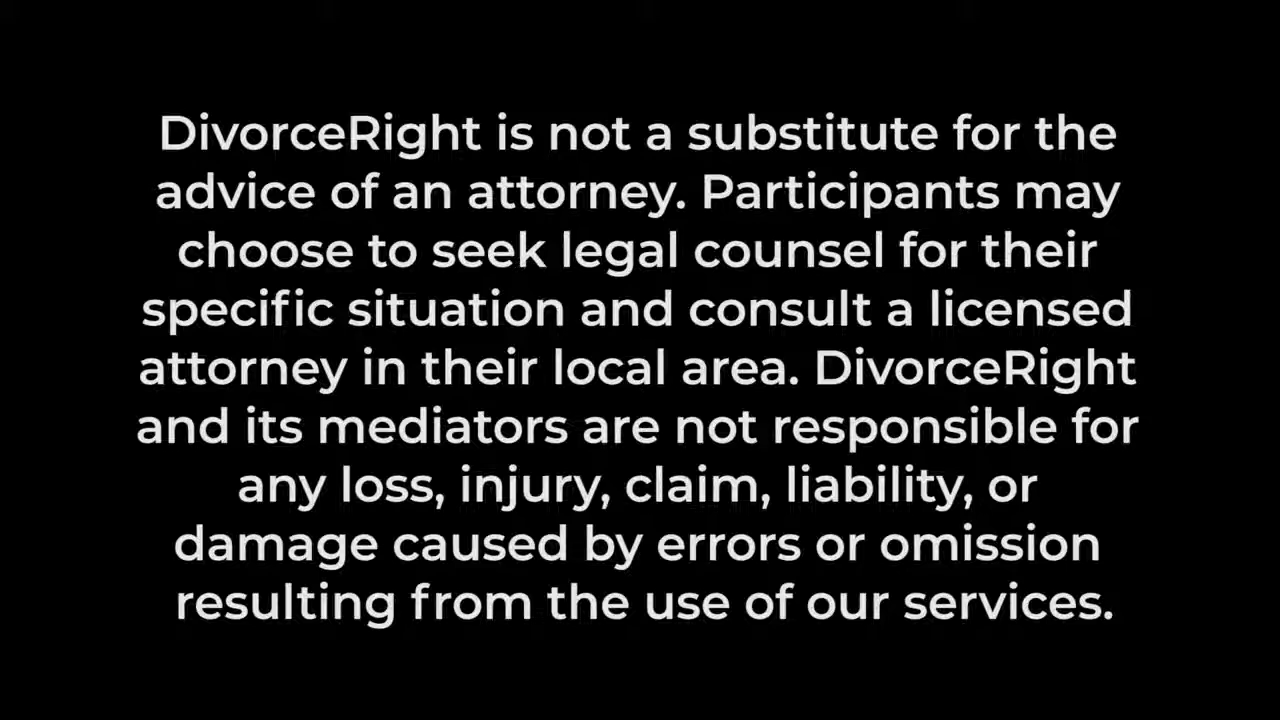 DivorceRight is not a substitute for the
advice of an attorney. Participants may
choose to seek legal counsel for their
specific situation and consult a licensed
attorney in their local area. DivorceRight
and its mediators are not responsible for
any loss, injury, claim, liability, or
damage caused by errors or omission
resulting from the use of our services.